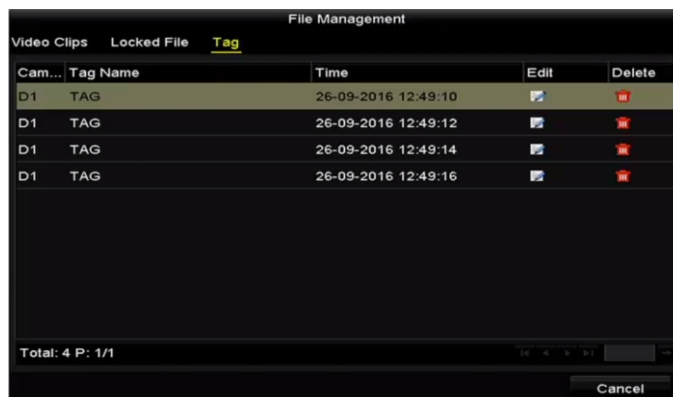 File Management
Video Clips Locked File Tag
Cam... Tag Name Time Edit Delete
D1 TAG 26-09-2016 12:49:10
D1 TAG 26-09-2016 12:49:12
D1 TAG 26-09-2016 12:49:14
D1 TAG 26-09-2016 12:49:16
Total: 4 P: 1/1
Cancel